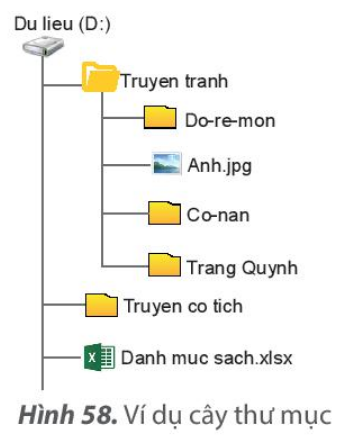 Du lieu (D:)
Truyen tranh
Do-re-mon
Anh.jpg
Co-nan
Trang Quynh
Truyen co tich
Danh muc sach.xlsx
Hình 58. Ví dụ cây thư mục